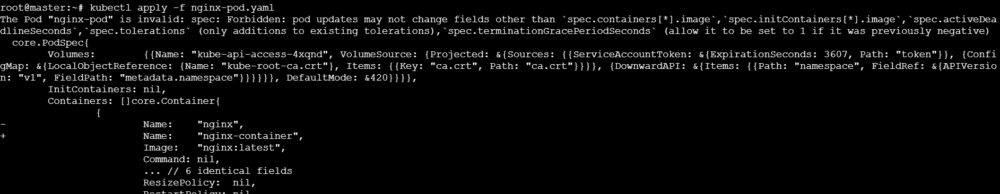 root@master:~# kubectl apply -f nginx-pod.yaml
The Pod "nginx-pod" is invalid: spec: Forbidden: pod updates may not change fields other than `spec.containers[*].image`,`spec.initContainers[*].image`,`spec.activeDea
dlineSeconds`,`spec.tolerations` (only additions to existing tolerations),`spec.terminationGracePeriodSeconds` (allow it to be set to 1 if it was previously negative)
  core.PodSpec{
        Volumes:        {{Name: "kube-api-access-4xqnd", VolumeSource: {Projected: &{Sources: {{ServiceAccountToken: &{ExpirationSeconds: 3607, Path: "token"}}, {Confi
gMap: &{LocalObjectReference: {Name: "kube-root-ca.crt"}, Items: {{Key: "ca.crt", Path: "ca.crt"}}}}, {DownwardAPI: &{Items: {{Path: "namespace", FieldRef: &{APIVersio
n: "v1", FieldPath: "metadata.namespace"}}}}}}, DefaultMode: &420}}}},
        InitContainers: nil,
        Containers: []core.Container{
                {
-                       Name:    "nginx",
+                       Name:    "nginx-container",
                        Image:   "nginx:latest",
                        Command: nil,
                        ... // 6 identical fields
                        ResizePolicy:  nil,
                        RestartPolicy: nil